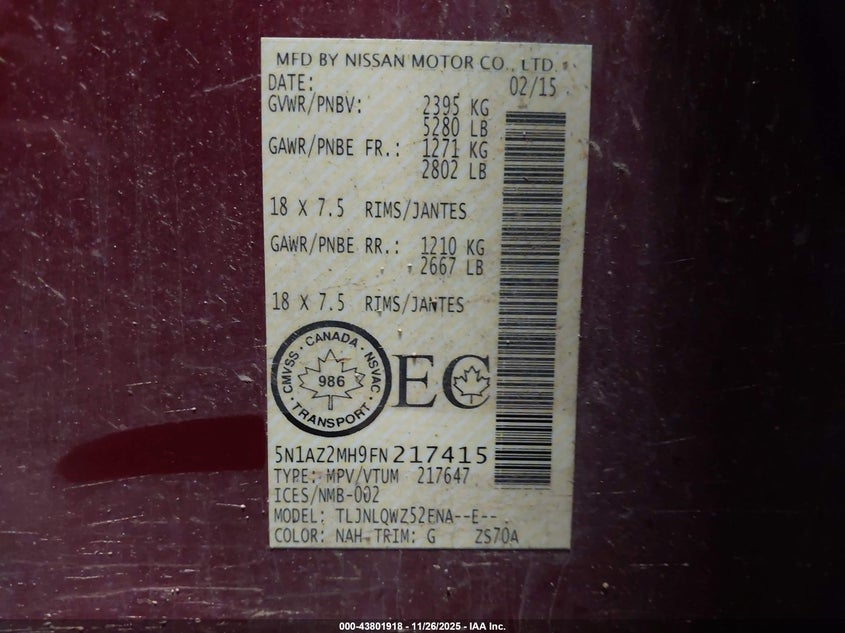 MFD BY NISSAN MOTOR CO., LTD.
DATE: 02/15
GVWR/PNBV: 2395 KG
5280 LB
GAWR/PNBE FR.: 1271 KG
2802 LB
18 X 7.5 RIMS/JANTES
GAWR/PNBE RR.: 1210 KG
2667 LB
18 X 7.5 RIMS/JANTES
CMVSS · CANADA · NSVAC
986
· TRANSPORT ·
EC
5N1AZ2MH9FN217415
TYPE: MPV/VTUM 217647
ICES/NMB-002
MODEL: TLJNLQWZ52ENA--E--
COLOR: NAH TRIM: G ZS70A
000-43801918 - 11/26/2025 - IAA Inc.